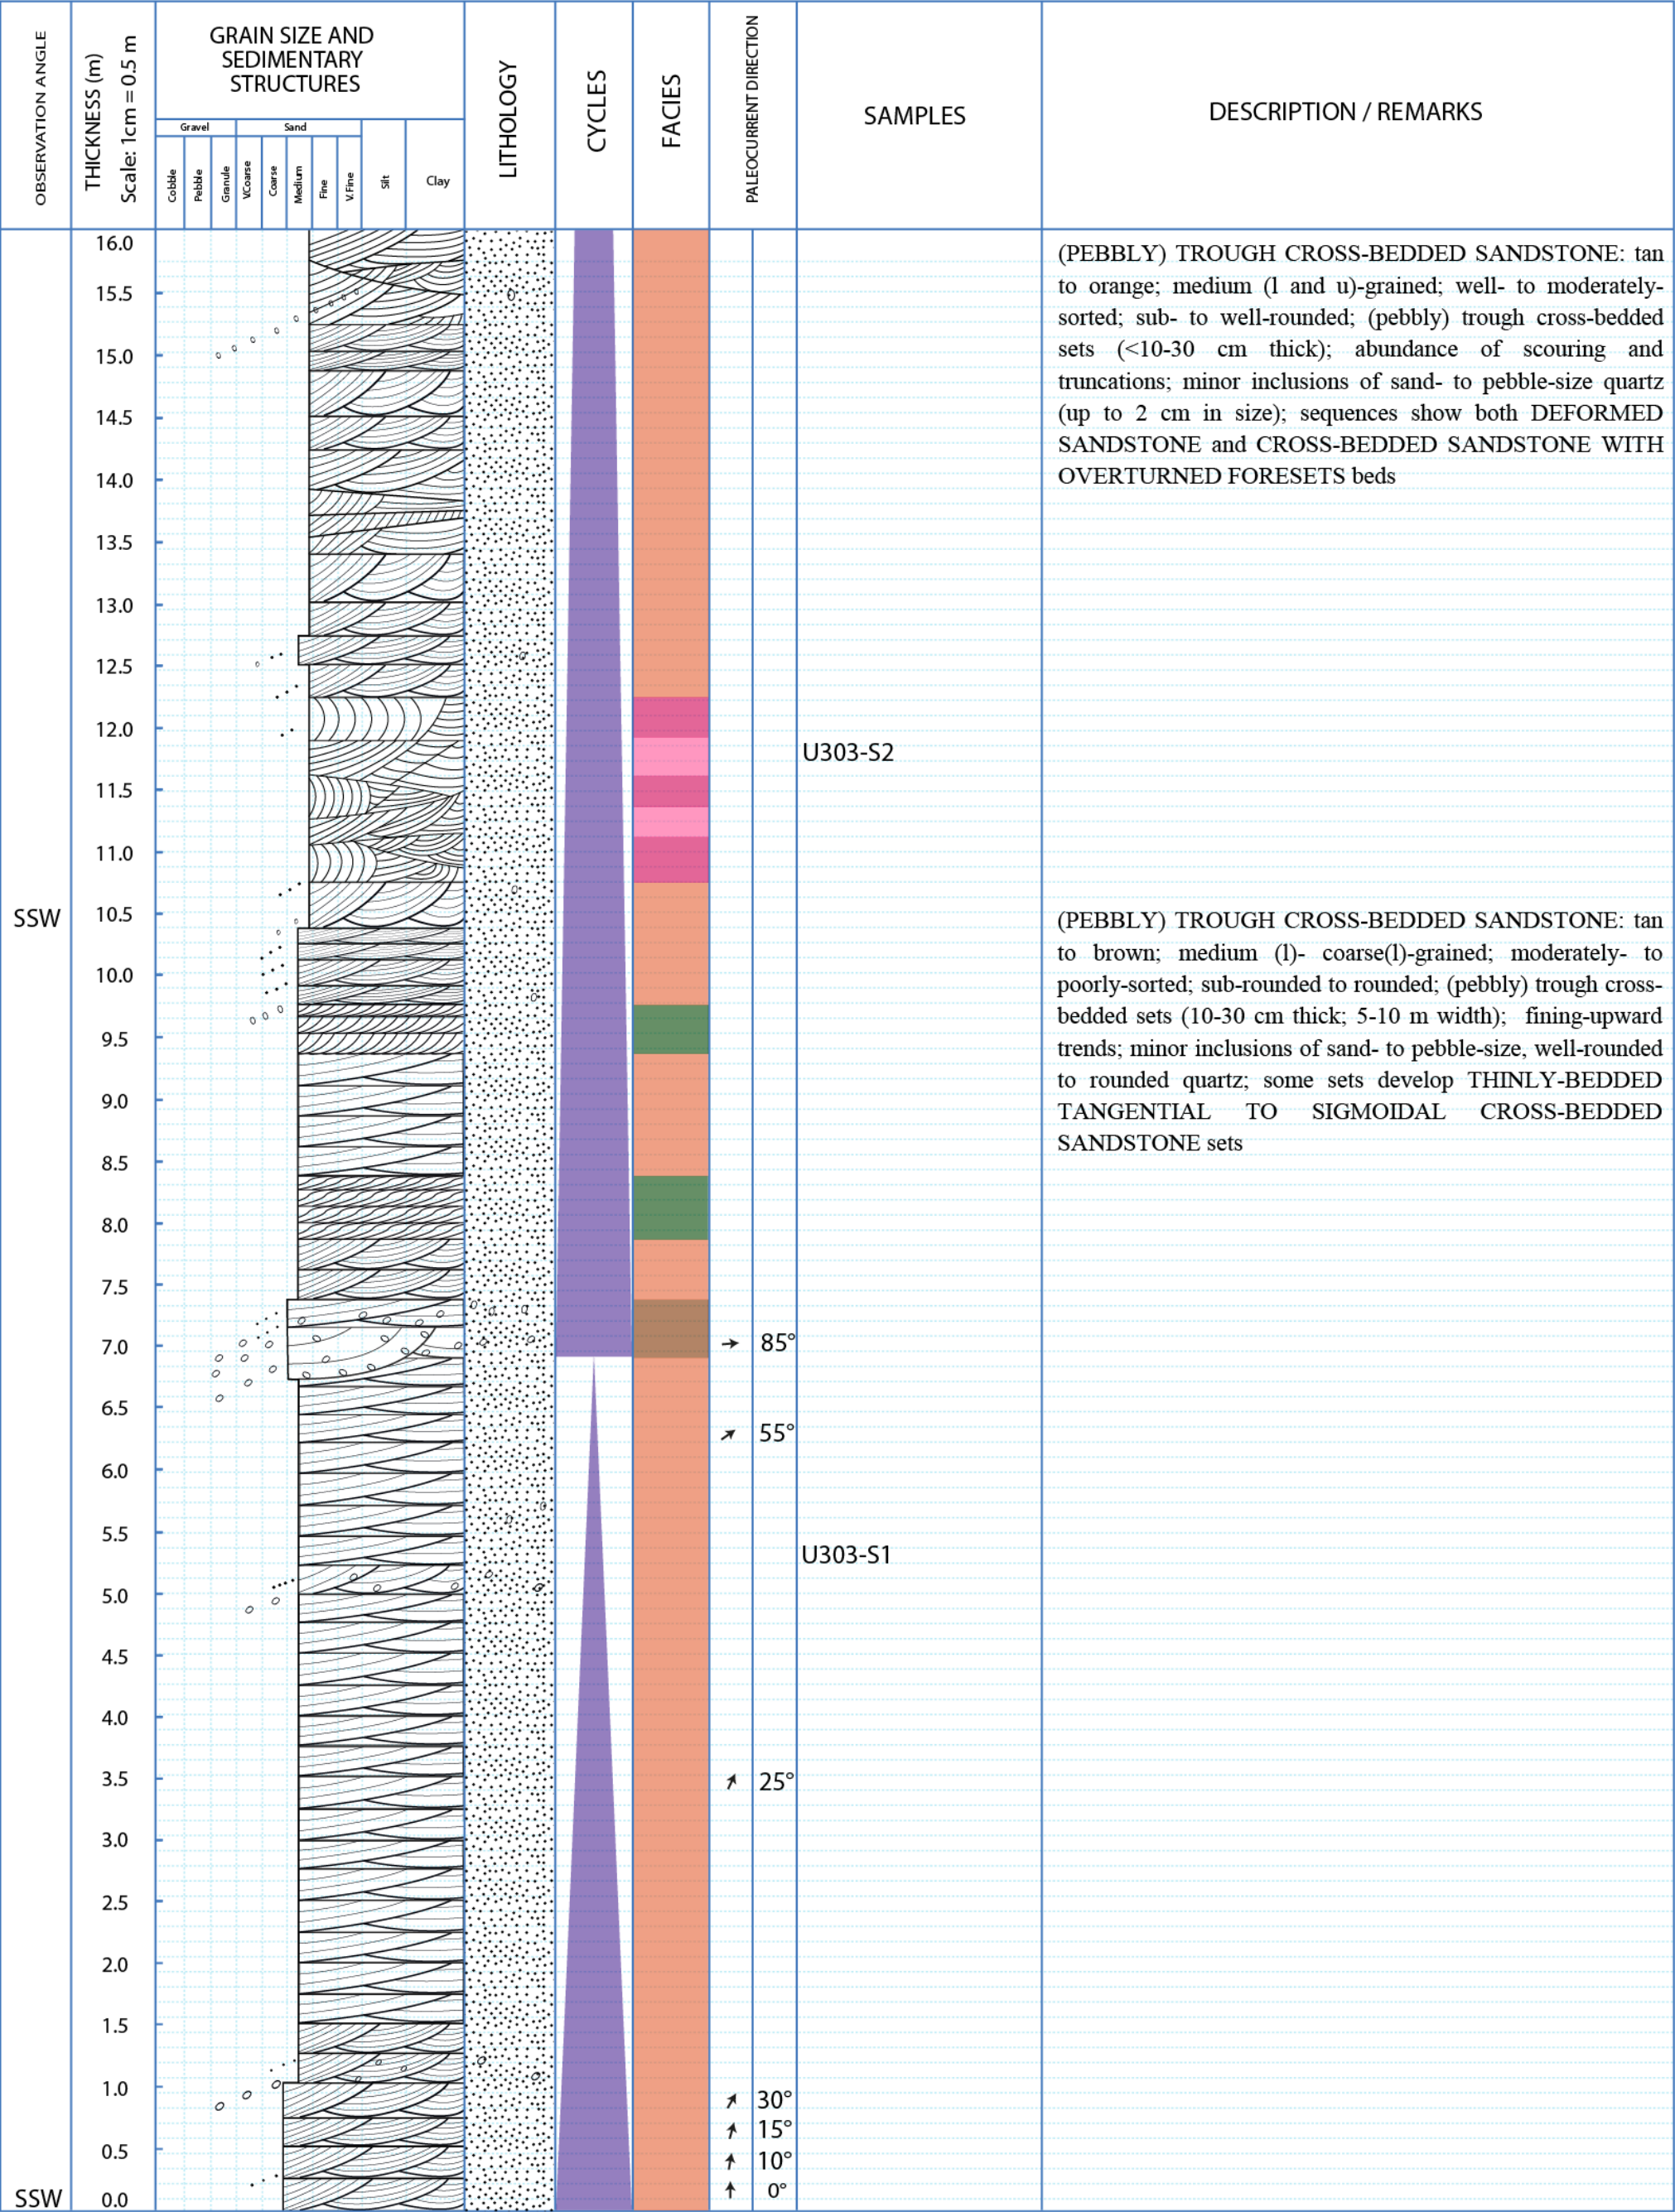 OBSERVATION ANGLE
THICKNESS (m)
Scale: 1cm = 0.5 m
GRAIN SIZE AND
SEDIMENTARY
STRUCTURES
Gravel
Sand
Cobble
Pebble
Granule
V.Coarse
Coarse
Medium
Fine
V. Fine
Silt
Clay
LITHOLOGY
CYCLES
FACIES
PALEOCURRENT DIRECTION
SAMPLES
DESCRIPTION / REMARKS
16.0
15.5
15.0
14.5
14.0
13.5
13.0
12.5
12.0
11.5
11.0
10.5
10.0
9.5
9.0
8.5
8.0
7.5
7.0
6.5
6.0
5.5
5.0
4.5
4.0
3.5
3.0
2.5
2.0
1.5
1.0
0.5
0.0
SSW
SSW
85°
55°
25°
30°
15°
10°
0°
U303-S2
U303-S1
(PEBBLY) TROUGH CROSS-BEDDED SANDSTONE: tan
to orange; medium (l and u)-grained; well- to moderately-
sorted; sub- to well-rounded; (pebbly) trough cross-bedded
sets (<10-30 cm thick); abundance of scouring and
truncations; minor inclusions of sand- to pebble-size quartz
(up to 2 cm in size); sequences show both DEFORMED
SANDSTONE and CROSS-BEDDED SANDSTONE WITH
OVERTURNED FORESETS beds
(PEBBLY) TROUGH CROSS-BEDDED SANDSTONE: tan
to brown; medium (l)- coarse(l)-grained; moderately- to
poorly-sorted; sub-rounded to rounded; (pebbly) trough cross-
bedded sets (10-30 cm thick; 5-10 m width); fining-upward
trends; minor inclusions of sand- to pebble-size, well-rounded
to rounded quartz; some sets develop THINLY-BEDDED
TANGENTIAL TO SIGMOIDAL CROSS-BEDDED
SANDSTONE sets